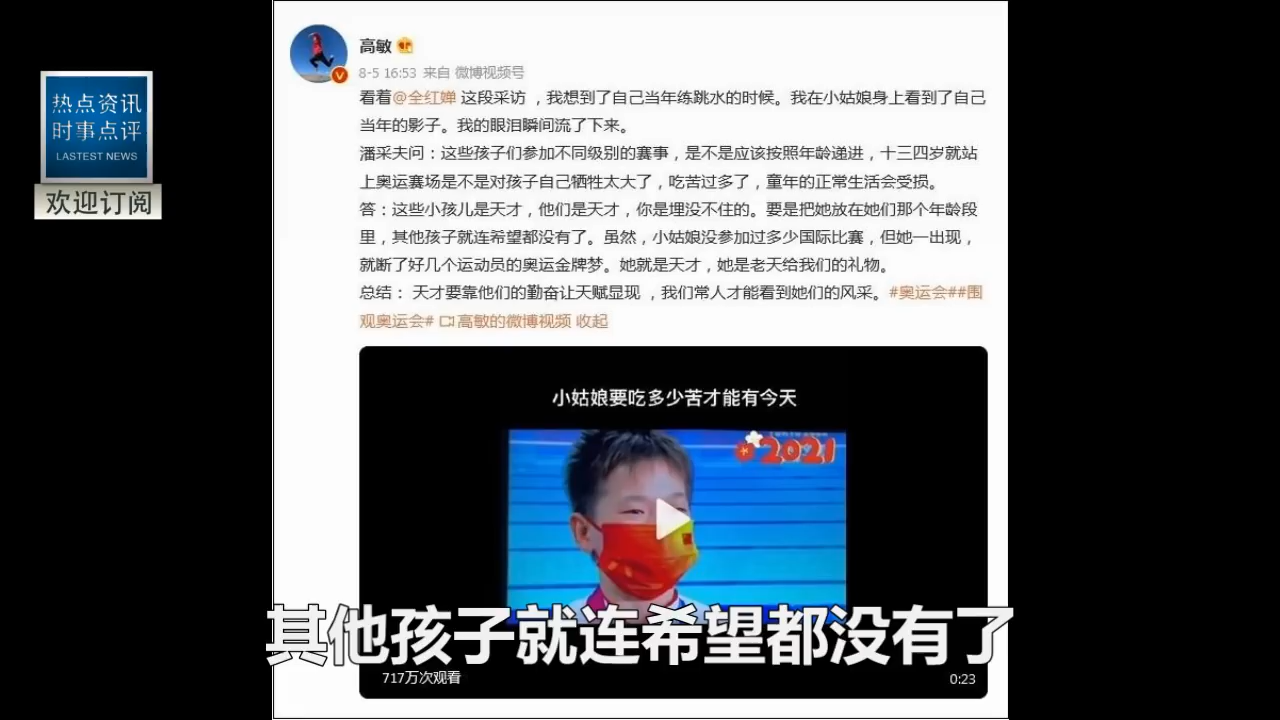 热点资讯
时事点评
LASTEST NEWS
欢迎订阅
高敏
8-5 16:53 来自 微博视频号
看着@全红婵 这段采访 ，我想到了自己当年练跳水的时候。我在小姑娘身上看到了自己
当年的影子。我的眼泪瞬间流了下来。
潘采夫问：这些孩子们参加不同级别的赛事，是不是应该按照年龄递进，十三四岁就站
上奥运赛场是不是对孩子自己牺牲太大了，吃苦过多了，童年的正常生活会受损。
答：这些小孩儿是天才，他们是天才，你是埋没不住的。要是把她放在她们那个年龄段
里，其他孩子就连希望都没有了。虽然，小姑娘没参加过多少国际比赛，但她一出现，
就断了好几个运动员的奥运金牌梦。她就是天才，她是老天给我们的礼物。
总结： 天才要靠他们的勤奋让天赋显现 ，我们常人才能看到她们的风采。#奥运会##围
观奥运会# 高敏的微博视频 收起
小姑娘要吃多少苦才能有今天
2021
其他孩子就连希望都没有了
717万次观看
0:23